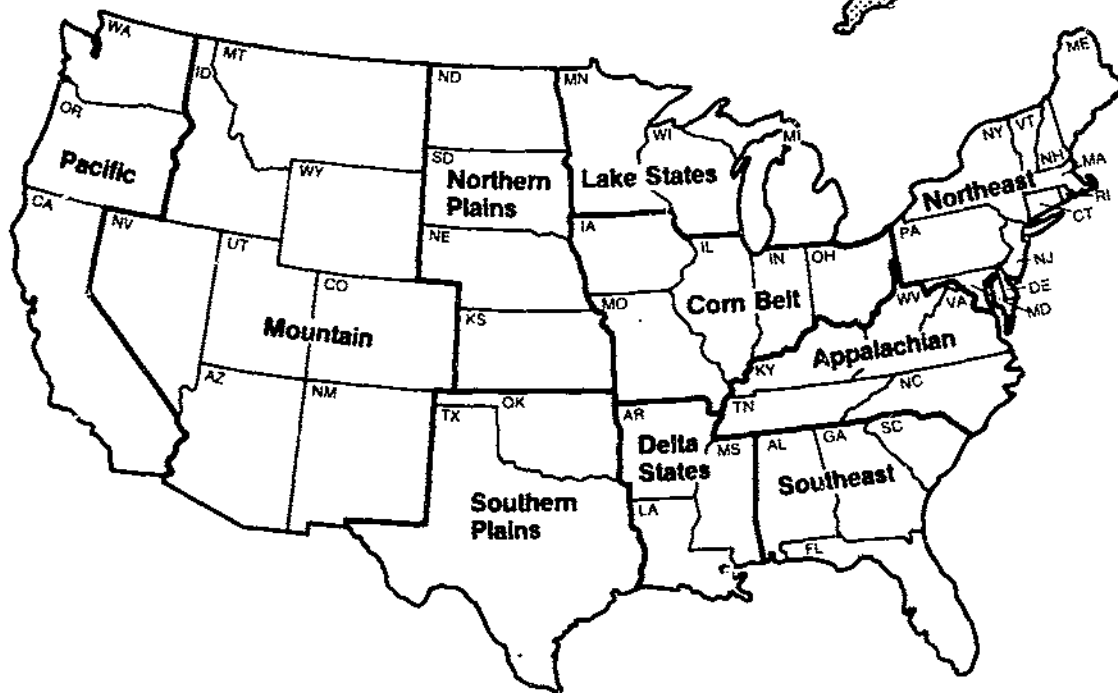 WA
MT
ID
ND
MN
ME
OR
WI
MI
NY
VT
NH
MA
Pacific
WY
SD
Northern
Plains
Lake States
Northeast
RI
CT
CA
NV
UT
NE
IA
IL
IN
OH
PA
NJ
CO
MO
Corn Belt
WV
VA
DE
MD
Mountain
KS
Appalachian
KY
AZ
NM
TX
OK
AR
TN
NC
Delta
States
MS
AL
GA
SC
Southeast
Southern
Plains
LA
FL